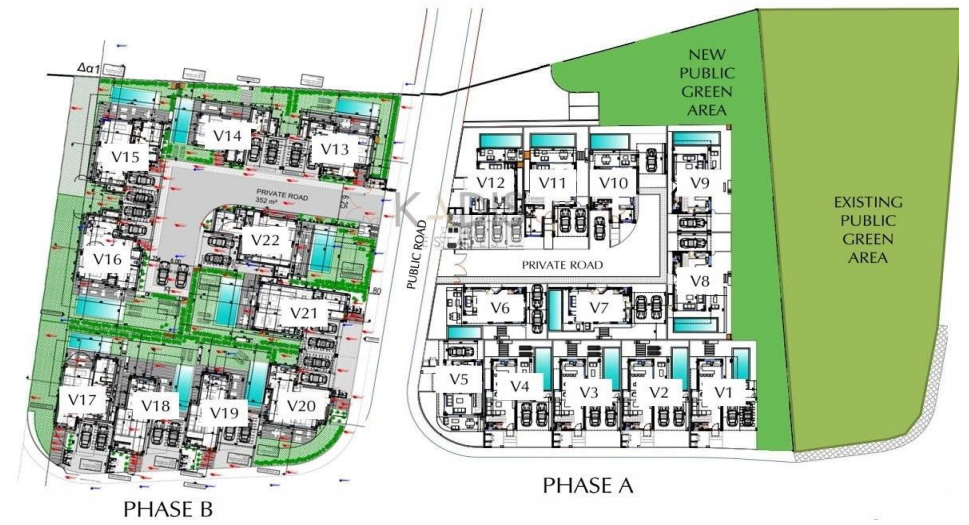 Δα1
V14
V13
V15
PRIVATE ROAD
352 m²
V22
V16
V21
V17
V18
V19
V20
PHASE B
PUBLIC ROAD
NEW
PUBLIC
GREEN
AREA
V12
V11
V10
V9
PRIVATE ROAD
V8
V6
V7
V5
V4
V3
V2
V1
EXISTING
PUBLIC
GREEN
AREA
PHASE A